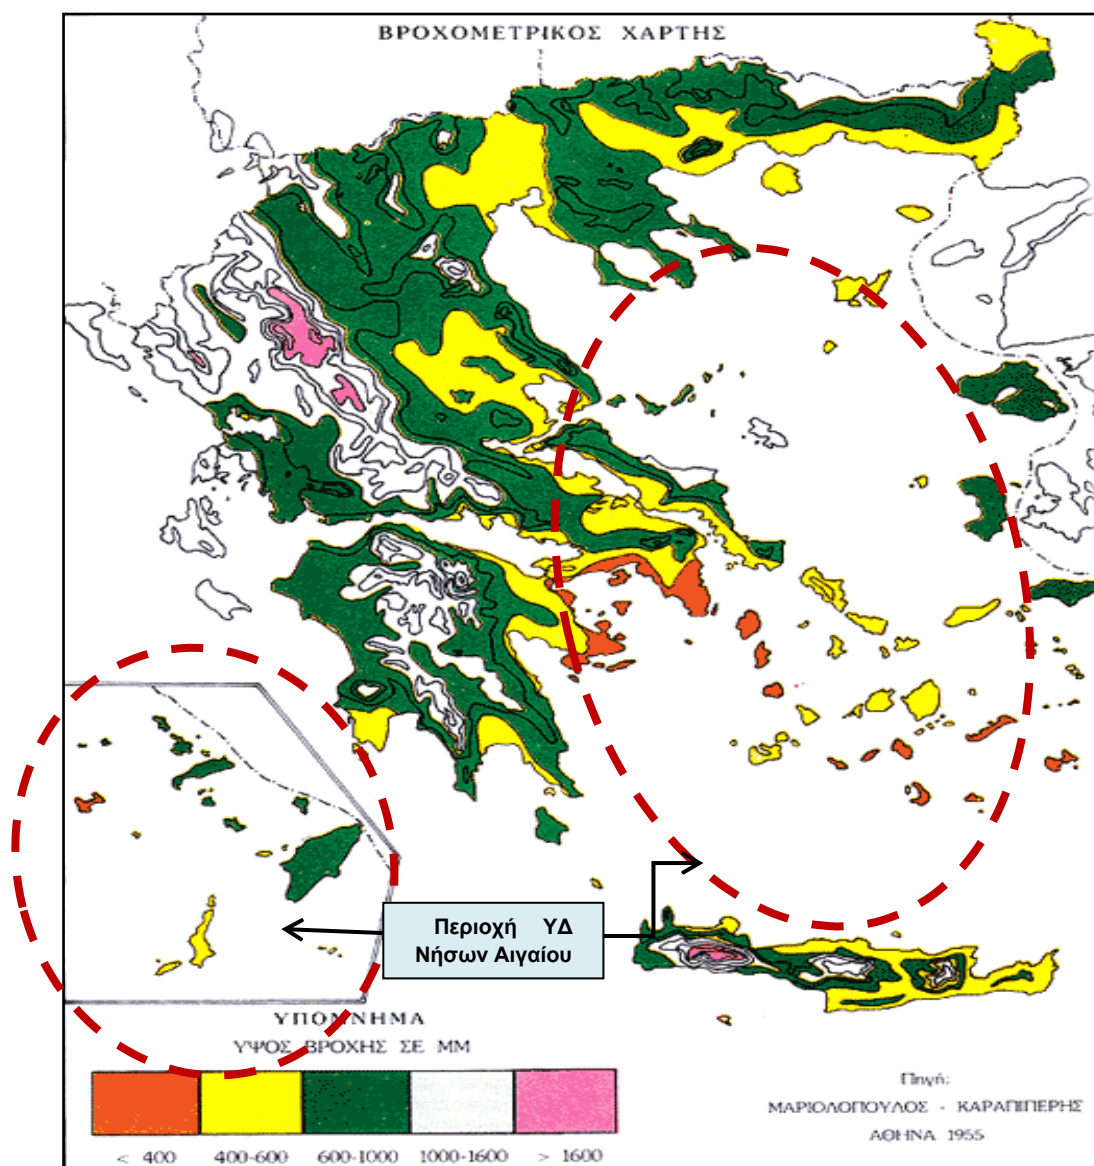 ΒΡΟΧΟΜΕΤΡΙΚΟΣ ΧΑΡΤΗΣ
Περιοχή ΥΔ
Νήσων Αιγαίου
ΥΠΟΜΝΗΜΑ
ΥΨΟΣ ΒΡΟΧΗΣ ΣΕ ΜΜ
< 400 400-600 600-1000 1000-1600 > 1600
Πηγή:
ΜΑΡΙΟΛΟΠΟΥΛΟΣ - ΚΑΡΑΠΙΠΕΡΗΣ
ΑΘΗΝΑ 1955